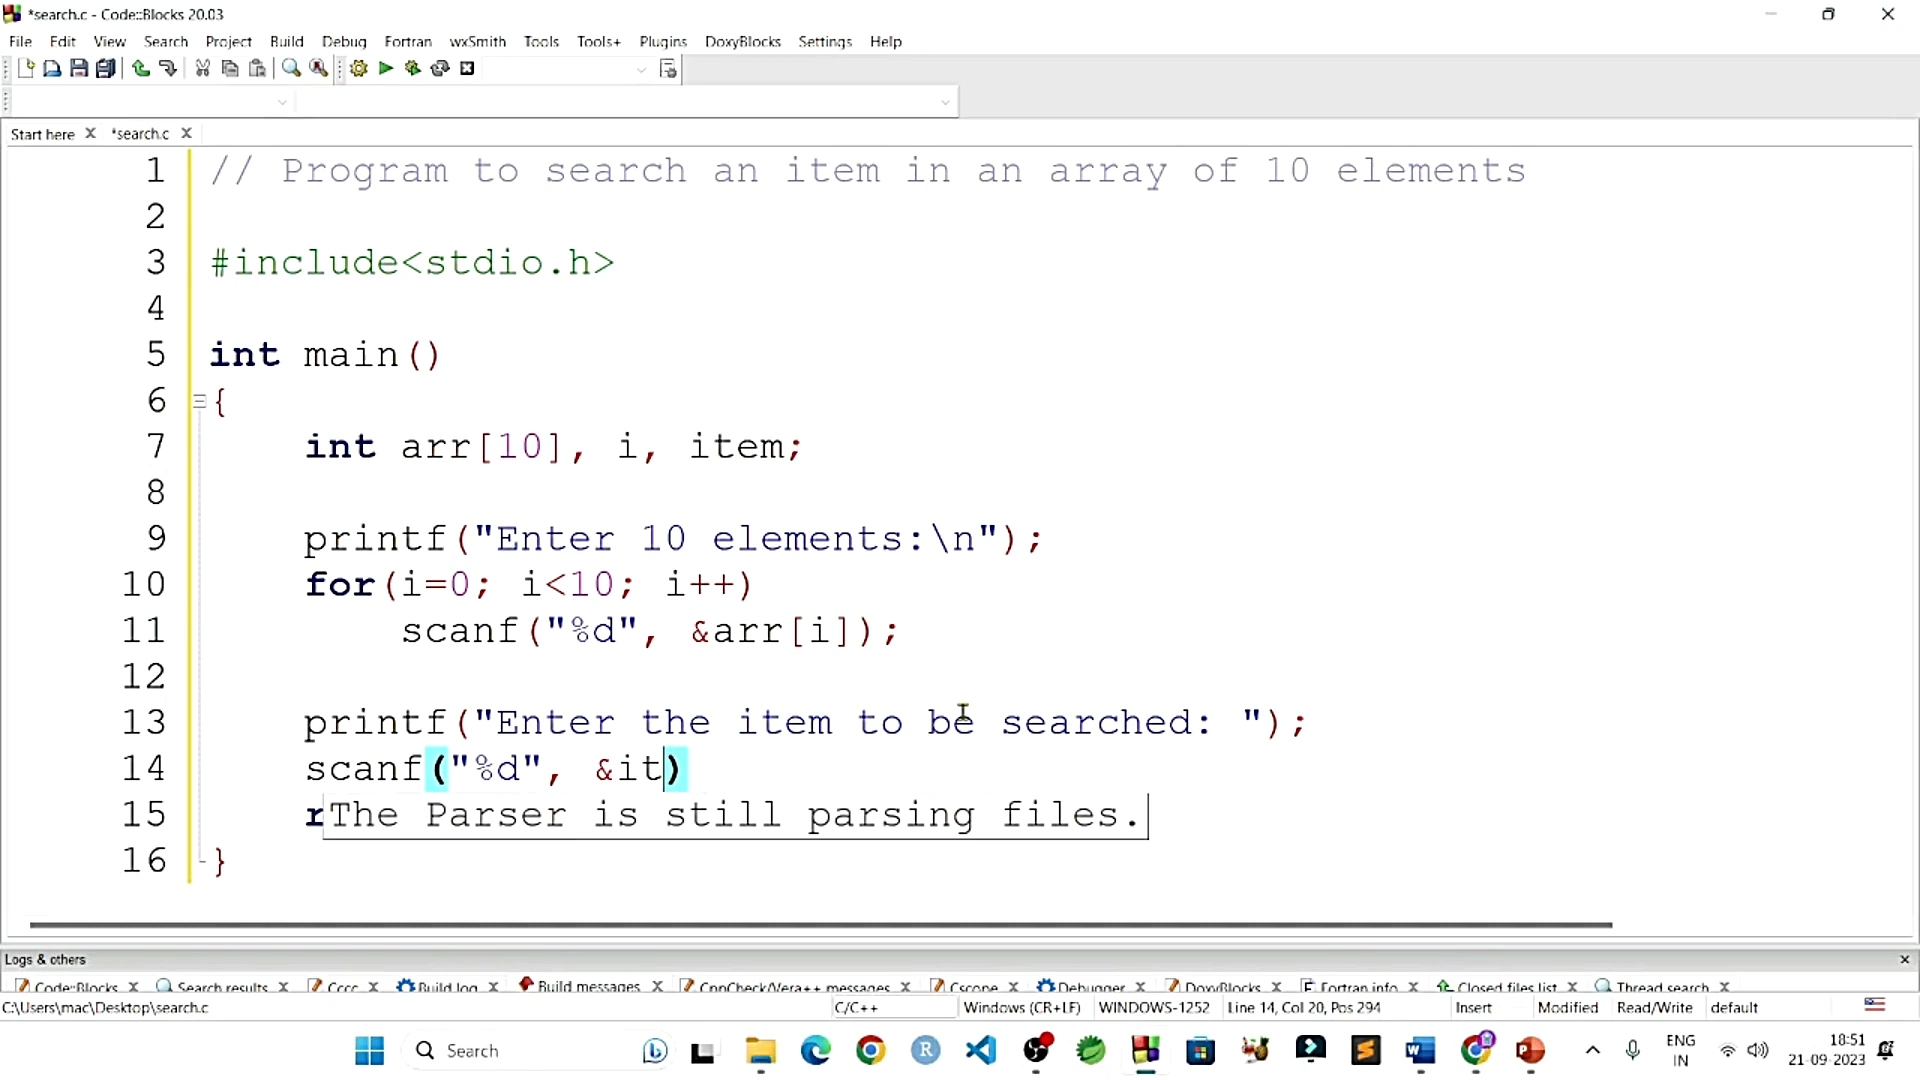 *search.c - Code::Blocks 20.03
File Edit View Search Project Build Debug Fortran wxSmith Tools Tools+ Plugins DoxyBlocks Settings Help
Start here X *search.c X
1 // Program to search an item in an array of 10 elements
2
3 #include<stdio.h>
4
5 int main()
6 {
7 int arr[10], i, item;
8
9 printf("Enter 10 elements:\n");
10 for(i=0; i<10; i++)
11 scanf("%d", &arr[i]);
12
13 printf("Enter the item to be searched: ");
14 scanf("%d", &it)
15 r The Parser is still parsing files.
16 }
Logs & others
Code::Blocks X Search results X Cccc X Build log X Build messages X CppCheck/Vera++ messages X Cscope X Debugger X DoxyBlocks X Fortran info X Closed files list X Thread search X
C:\Users\mac\Desktop\search.c C/C++ Windows (CR+LF) WINDOWS-1252 Line 14, Col 20, Pos 294 Insert Modified Read/Write default
Search ENG 18:51
IN 21-09-2023